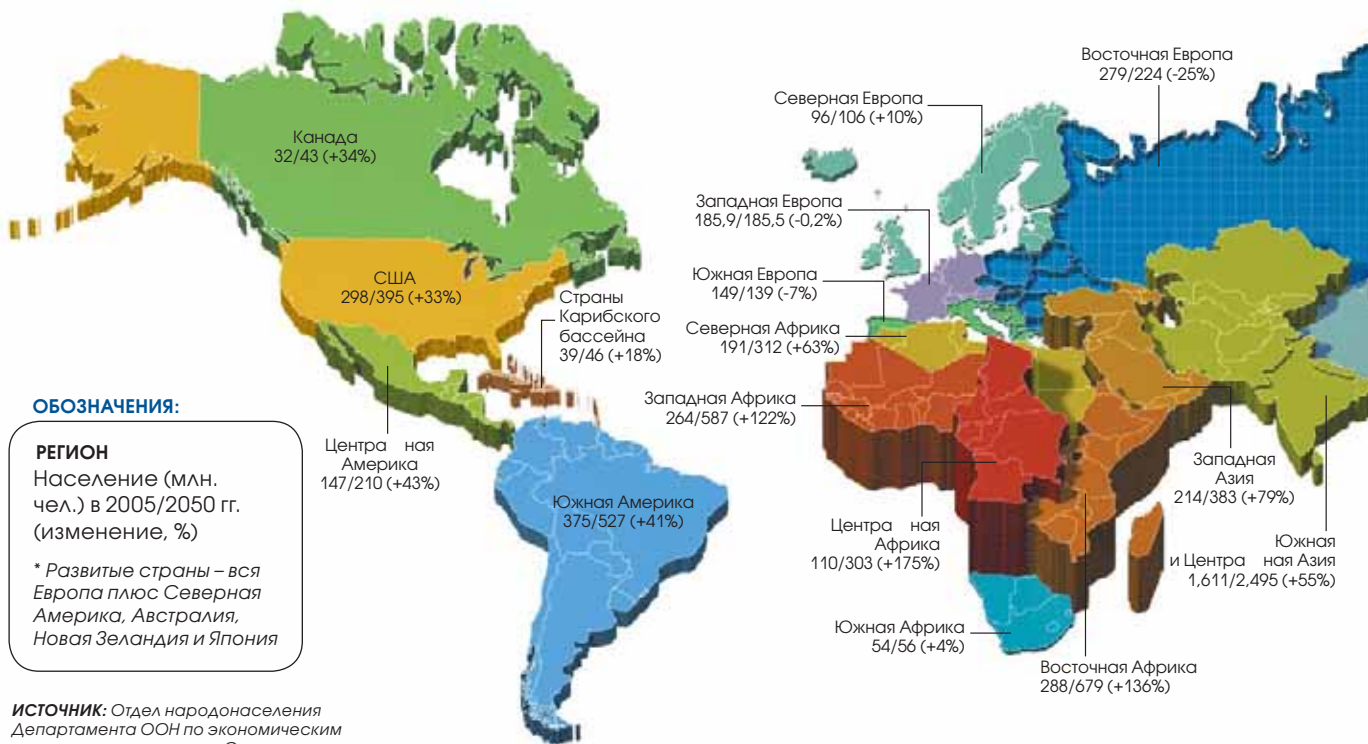 Канада
32/43 (+34%)
США
298/395 (+33%)
Страны
Карибского
бассейна
39/46 (+18%)
Центра ная
Америка
147/210 (+43%)
Южная Америка
375/527 (+41%)
ОБОЗНАЧЕНИЯ:
РЕГИОН
Население (млн.
чел.) в 2005/2050 гг.
(изменение, %)
* Развитые страны – вся
Европа плюс Северная
Америка, Австралия,
Новая Зеландия и Япония
ИСТОЧНИК: Отдел народонаселения
Департамента ООН по экономическим
Восточная Европа
279/224 (-25%)
Северная Европа
96/106 (+10%)
Западная Европа
185,9/185,5 (-0,2%)
Южная Европа
149/139 (-7%)
Северная Африка
191/312 (+63%)
Западная Африка
264/587 (+122%)
Центра ная
Африка
110/303 (+175%)
Южная Африка
54/56 (+4%)
Восточная Африка
288/679 (+136%)
Западная
Азия
214/383 (+79%)
Южная
и Центра ная Азия
1,611/2,495 (+55%)